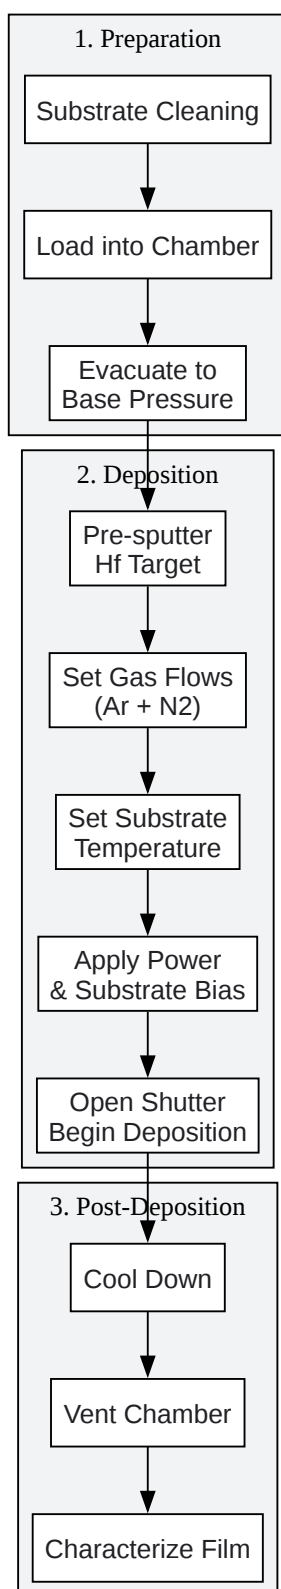 1. Preparation
Substrate Cleaning
Load into Chamber
Evacuate to
Base Pressure
2. Deposition
Pre-sputter
Hf Target
Set Gas Flows
(Ar + N2)
Set Substrate
Temperature
Apply Power
& Substrate Bias
Open Shutter
Begin Deposition
3. Post-Deposition
Cool Down
Vent Chamber
Characterize Film